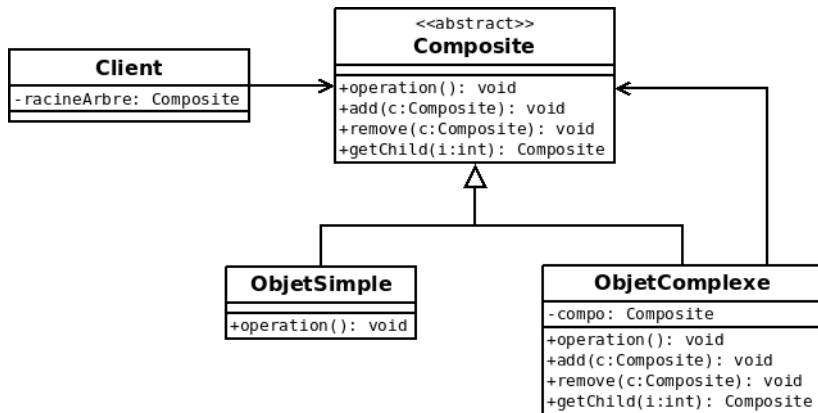 <<abstract>>
Composite
+operation(): void
+add(c:Composite): void
+remove(c:Composite): void
+getChild(i:int): Composite
Client
-racineArbre: Composite
ObjetSimple
+operation(): void
ObjetComplexe
-compo: Composite
+operation(): void
+add(c:Composite): void
+remove(c:Composite): void
+getChild(i:int): Composite